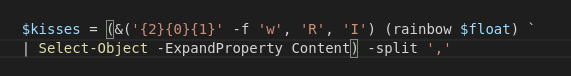 $kisses = (&('{2}{0}{1}' -f 'w', 'R', 'I') (rainbow $float) `
| Select-Object -ExpandProperty Content) -split ','